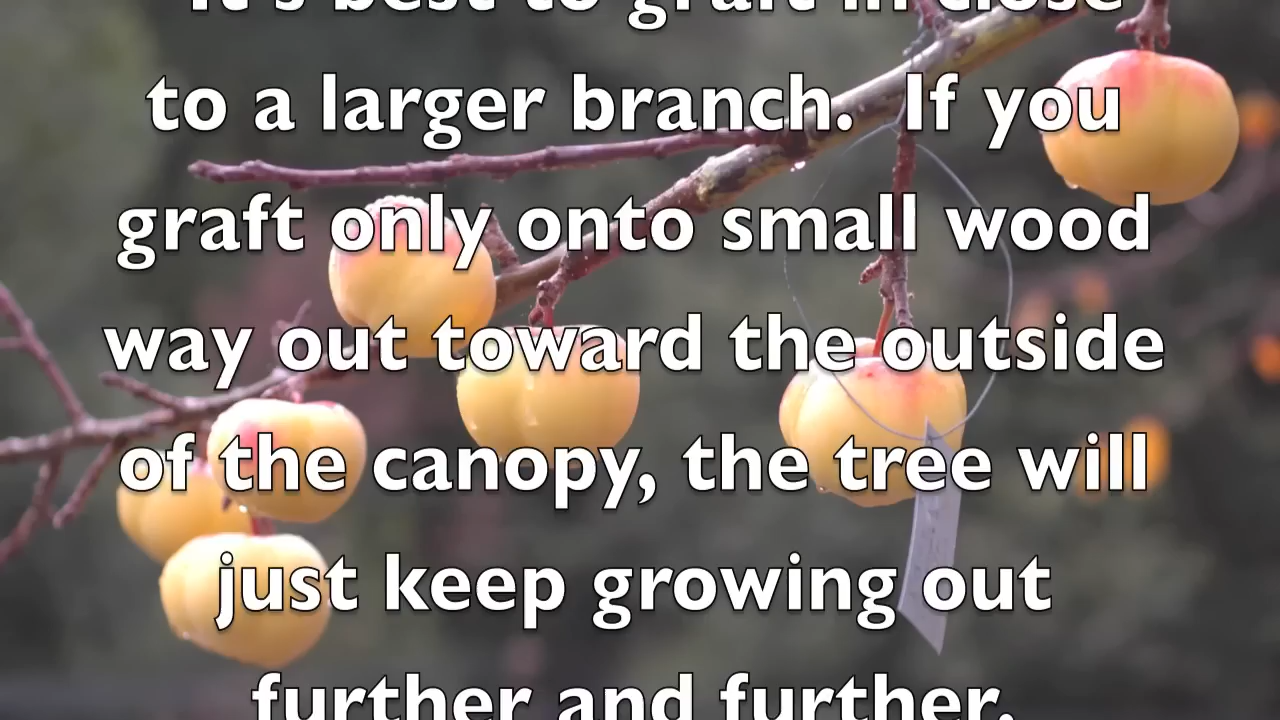 It's best to graft in close
to a larger branch.  If you
graft only onto small wood
way out toward the outside
of the canopy, the tree will
just keep growing out
further and further.